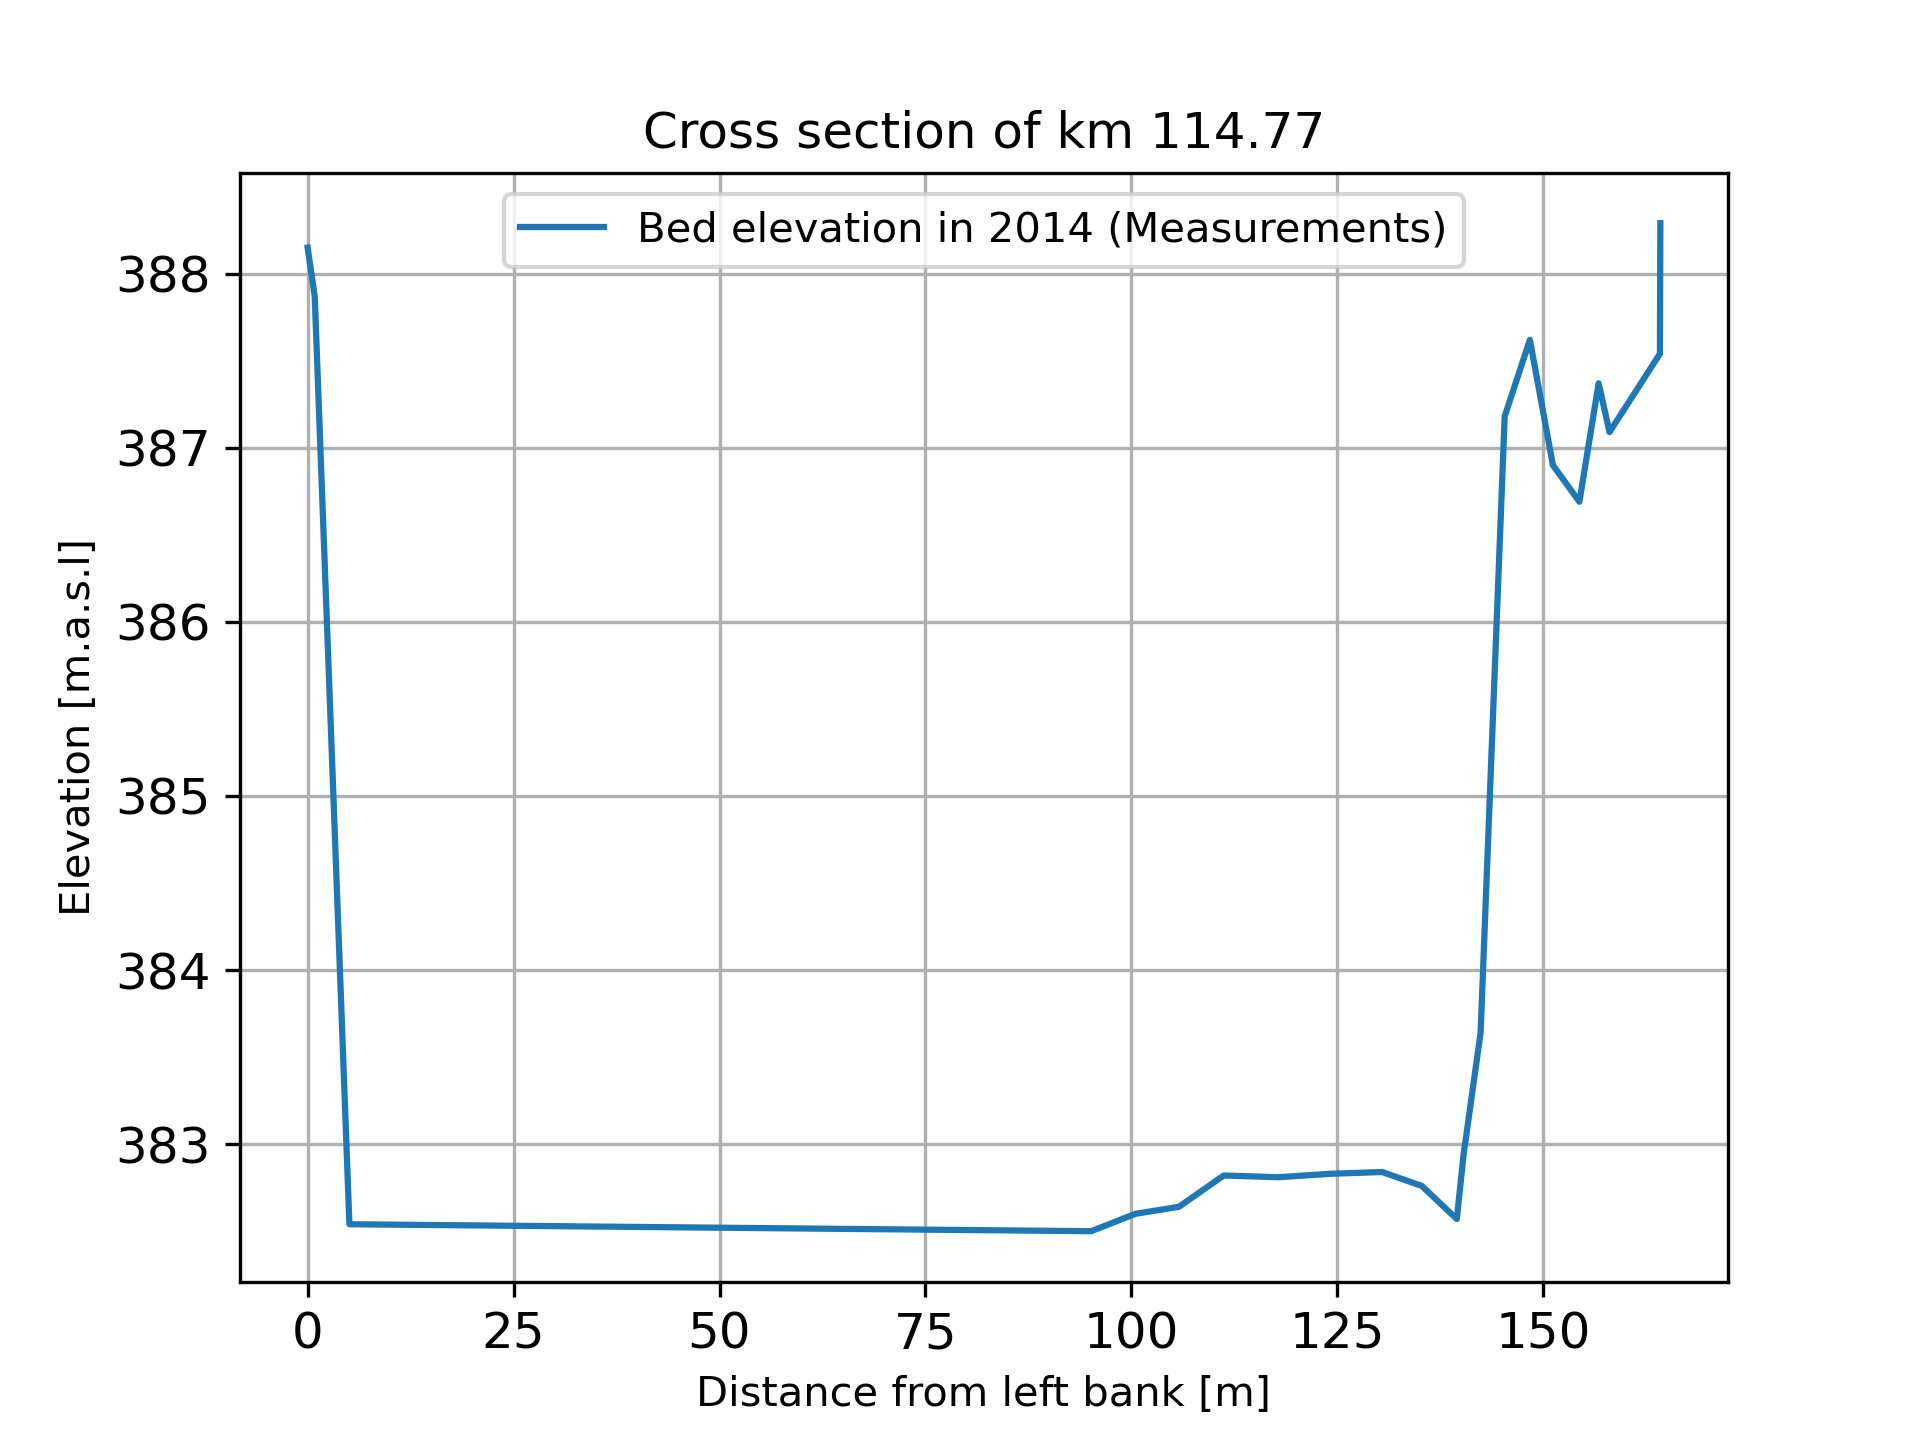 Cross section of km 114.77
Bed elevation in 2014 (Measurements)
388
387
386
385
384
383
Elevation [m.a.s.l]
0 25 50 75 100 125 150
Distance from left bank [m]